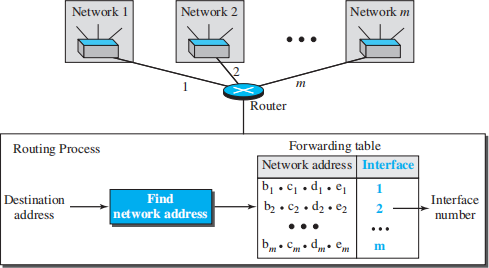 Network 1
Network 2
Network m
1
2
m
Router
Routing Process
Forwarding table
Network address Interface
Destination address
Find network address
b₁ • c₁ • d₁ • e₁ 1
b₂ • c₂ • d₂ • e₂ 2
••• •••
bₘ • cₘ • dₘ • eₘ m
Interface number